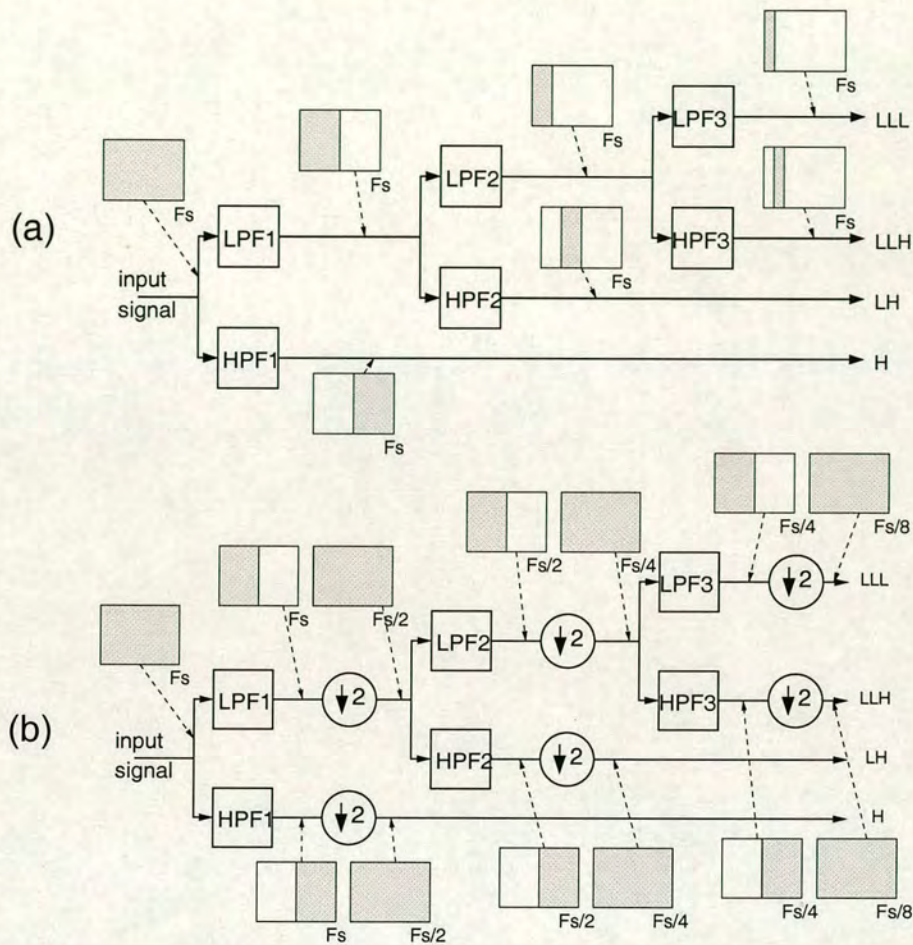 Fs
LPF3
LLL
Fs
Fs
LPF2
Fs
Fs
(a)
LPF1
HPF3
LLH
Fs
input
signal
HPF2
LH
HPF1
H
Fs
Fs/4
Fs/8
Fs/2
Fs/4
LPF3
2
LLL
Fs
Fs/2
LPF2
2
Fs
LPF1
2
HPF3
2
LLH
(b)
input
signal
HPF2
2
LH
HPF1
2
H
Fs
Fs/2
Fs/2
Fs/4
Fs/4
Fs/8